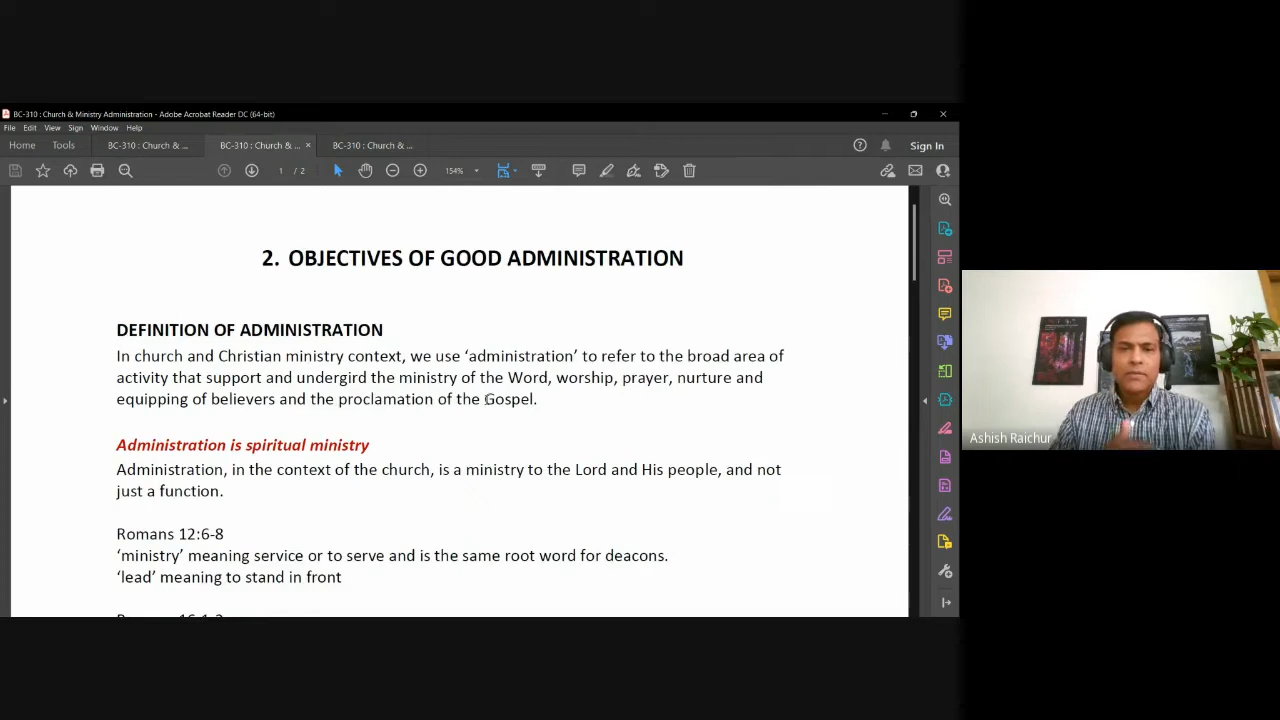 BC-310 : Church & Ministry Administration - Adobe Acrobat Reader DC (64-bit)
File Edit View Sign Window Help
Home Tools BC-310 : Church & ... BC-310 : Church & ... × BC-310 : Church & ... Sign In
1 / 2 154%
2. OBJECTIVES OF GOOD ADMINISTRATION
DEFINITION OF ADMINISTRATION
In church and Christian ministry context, we use ‘administration’ to refer to the broad area of
activity that support and undergird the ministry of the Word, worship, prayer, nurture and
equipping of believers and the proclamation of the Gospel.
Administration is spiritual ministry
Administration, in the context of the church, is a ministry to the Lord and His people, and not
just a function.
Romans 12:6-8
‘ministry’ meaning service or to serve and is the same root word for deacons.
‘lead’ meaning to stand in front
Ashish Raichur